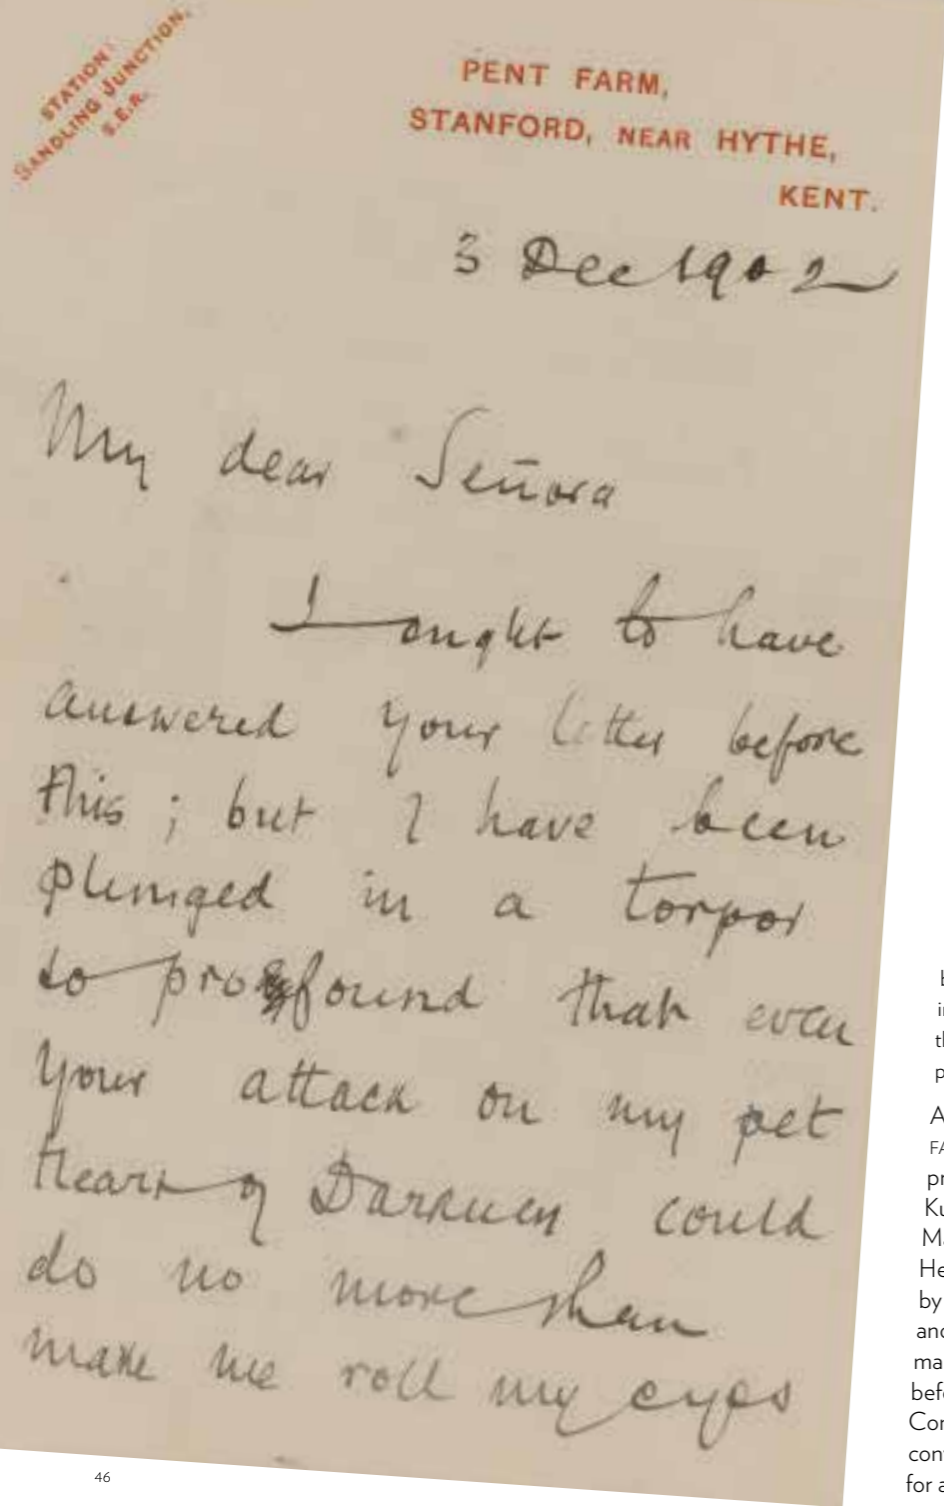 STATION:
SANDLING JUNCTION.
S.E.R.
PENT FARM,
STANFORD, NEAR HYTHE,
KENT.
3 Dec 1902
My dear Señora
I ought to have
answered your letter before
this; but I have been
plunged in a torpor
so profound that even
your attack on my pet
Heart of Darkness could
do no more than
make me roll my eyes
46